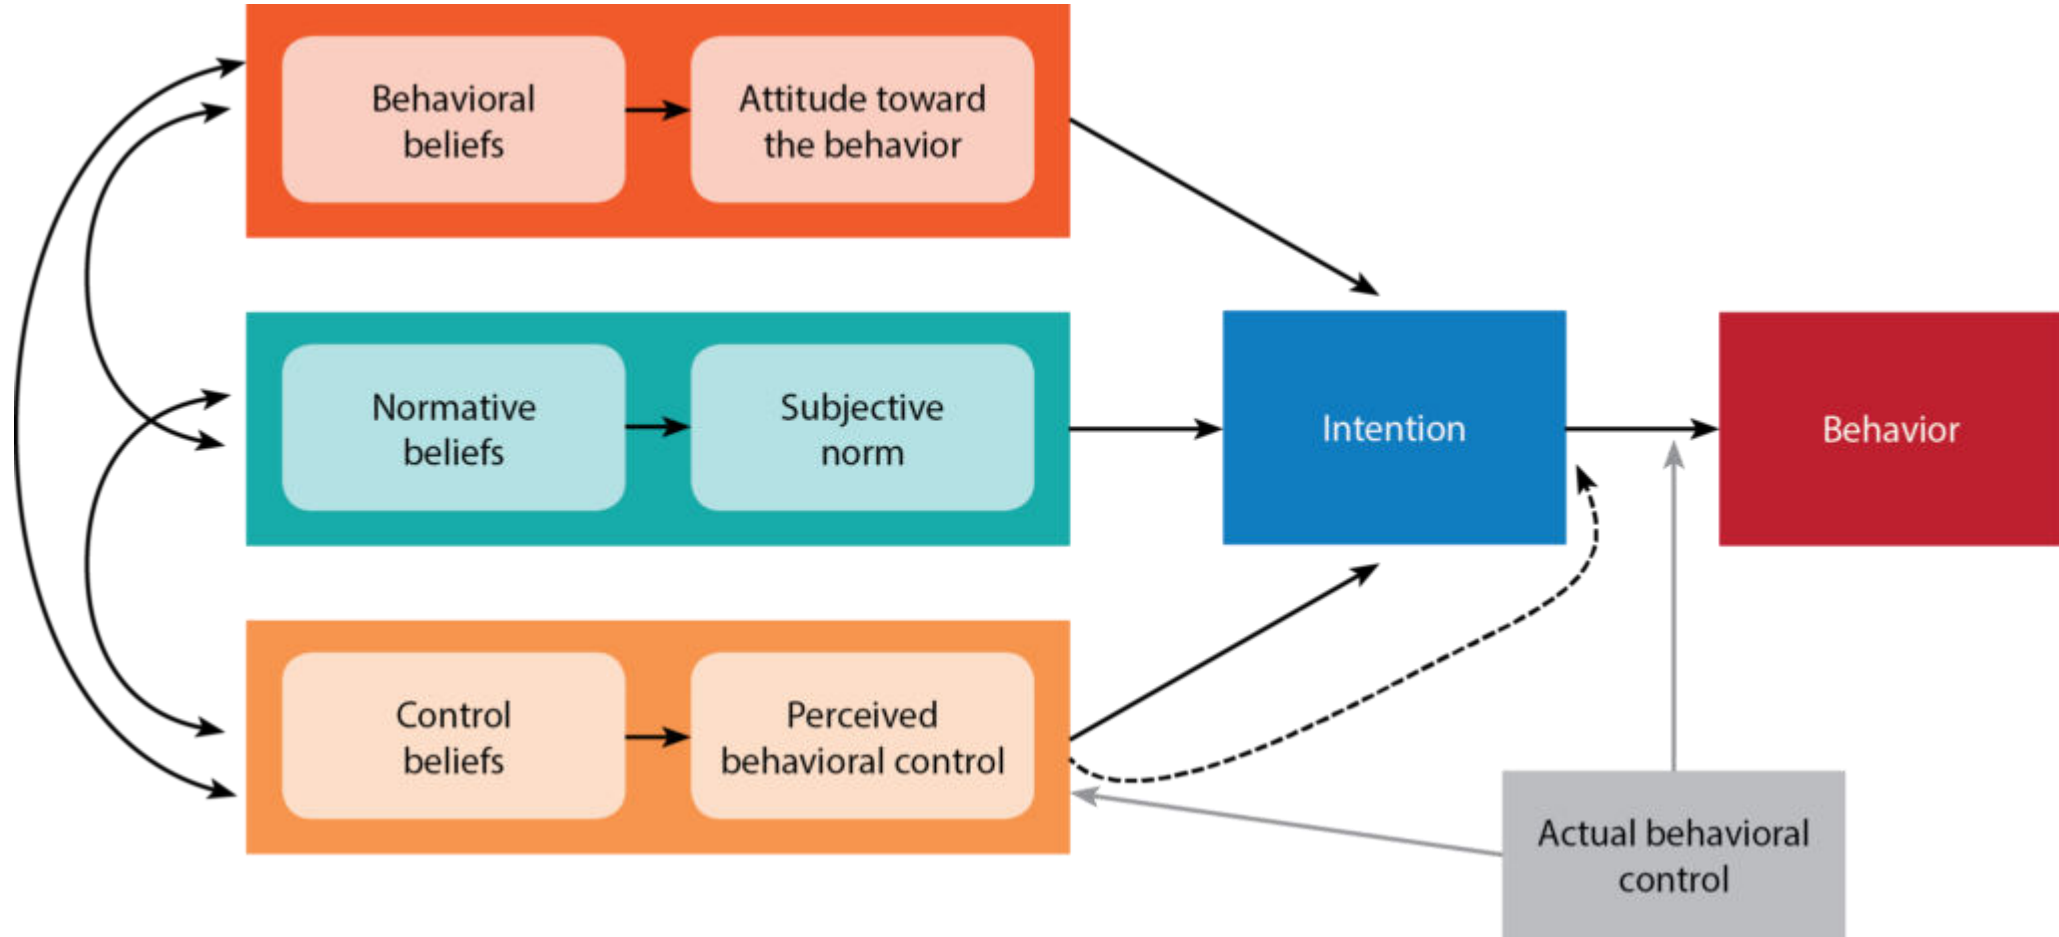 Behavioral
beliefs
Attitude toward
the behavior
Normative
beliefs
Subjective
norm
Intention
Behavior
Control
beliefs
Perceived
behavioral control
Actual behavioral
control